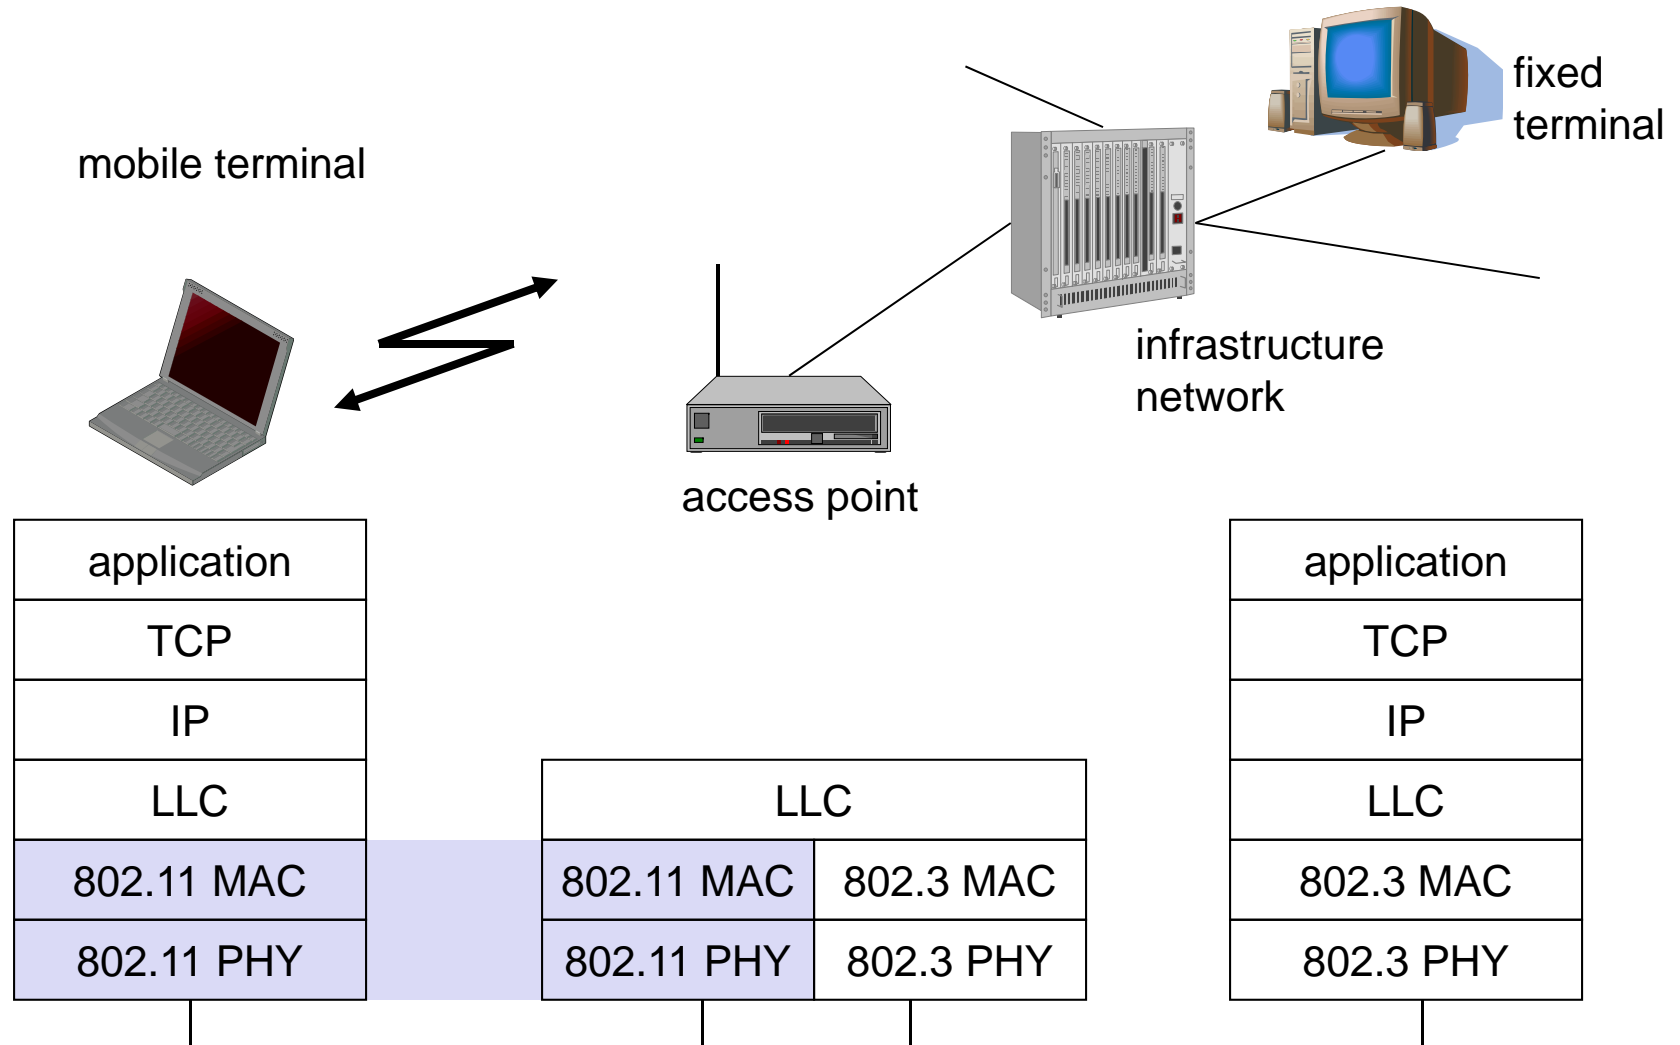 fixed
terminal
mobile terminal
infrastructure
network
access point
application
TCP
IP
LLC
802.11 MAC
802.11 PHY
LLC
802.11 MAC
802.3 MAC
802.11 PHY
802.3 PHY
application
TCP
IP
LLC
802.3 MAC
802.3 PHY